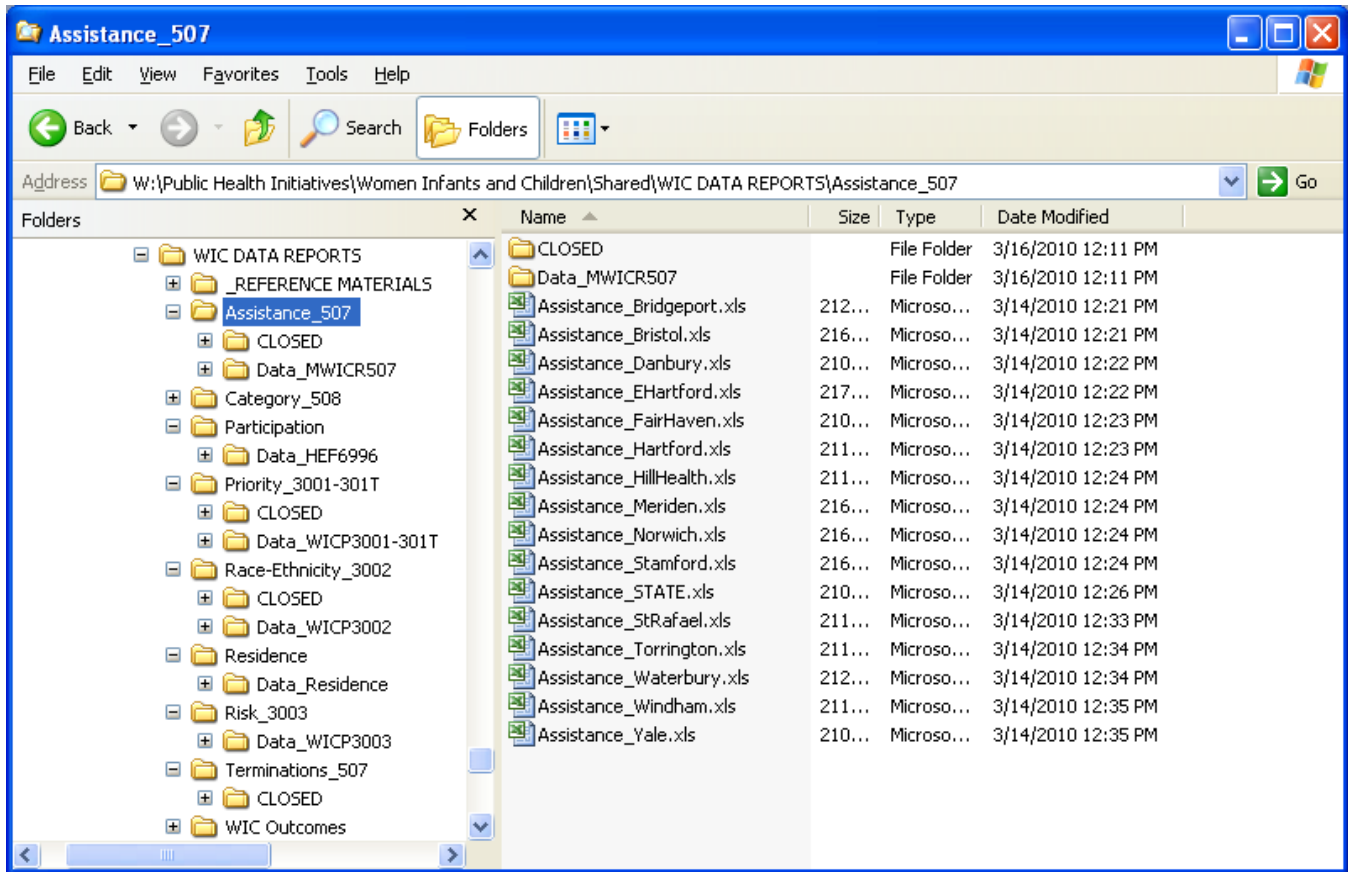 Assistance_507
File Edit View Favorites Tools Help
Back Search Folders
Address W:\Public Health Initiatives\Women Infants and Children\Shared\WIC DATA REPORTS\Assistance_507 Go
Folders
WIC DATA REPORTS
_REFERENCE MATERIALS
Assistance_507
CLOSED
Data_MWICR507
Category_508
Participation
Data_HEF6996
Priority_3001-301T
CLOSED
Data_WICP3001-301T
Race-Ethnicity_3002
CLOSED
Data_WICP3002
Residence
Data_Residence
Risk_3003
Data_WICP3003
Terminations_507
CLOSED
WIC Outcomes
Name Size Type Date Modified
CLOSED File Folder 3/16/2010 12:11 PM
Data_MWICR507 File Folder 3/16/2010 12:11 PM
Assistance_Bridgeport.xls 212... Microso... 3/14/2010 12:21 PM
Assistance_Bristol.xls 216... Microso... 3/14/2010 12:21 PM
Assistance_Danbury.xls 210... Microso... 3/14/2010 12:22 PM
Assistance_EHartford.xls 217... Microso... 3/14/2010 12:22 PM
Assistance_FairHaven.xls 210... Microso... 3/14/2010 12:23 PM
Assistance_Hartford.xls 211... Microso... 3/14/2010 12:23 PM
Assistance_HillHealth.xls 211... Microso... 3/14/2010 12:24 PM
Assistance_Meriden.xls 216... Microso... 3/14/2010 12:24 PM
Assistance_Norwich.xls 216... Microso... 3/14/2010 12:24 PM
Assistance_Stamford.xls 216... Microso... 3/14/2010 12:24 PM
Assistance_STATE.xls 210... Microso... 3/14/2010 12:26 PM
Assistance_StRafael.xls 211... Microso... 3/14/2010 12:33 PM
Assistance_Torrington.xls 211... Microso... 3/14/2010 12:34 PM
Assistance_Waterbury.xls 212... Microso... 3/14/2010 12:34 PM
Assistance_Windham.xls 211... Microso... 3/14/2010 12:35 PM
Assistance_Yale.xls 210... Microso... 3/14/2010 12:35 PM